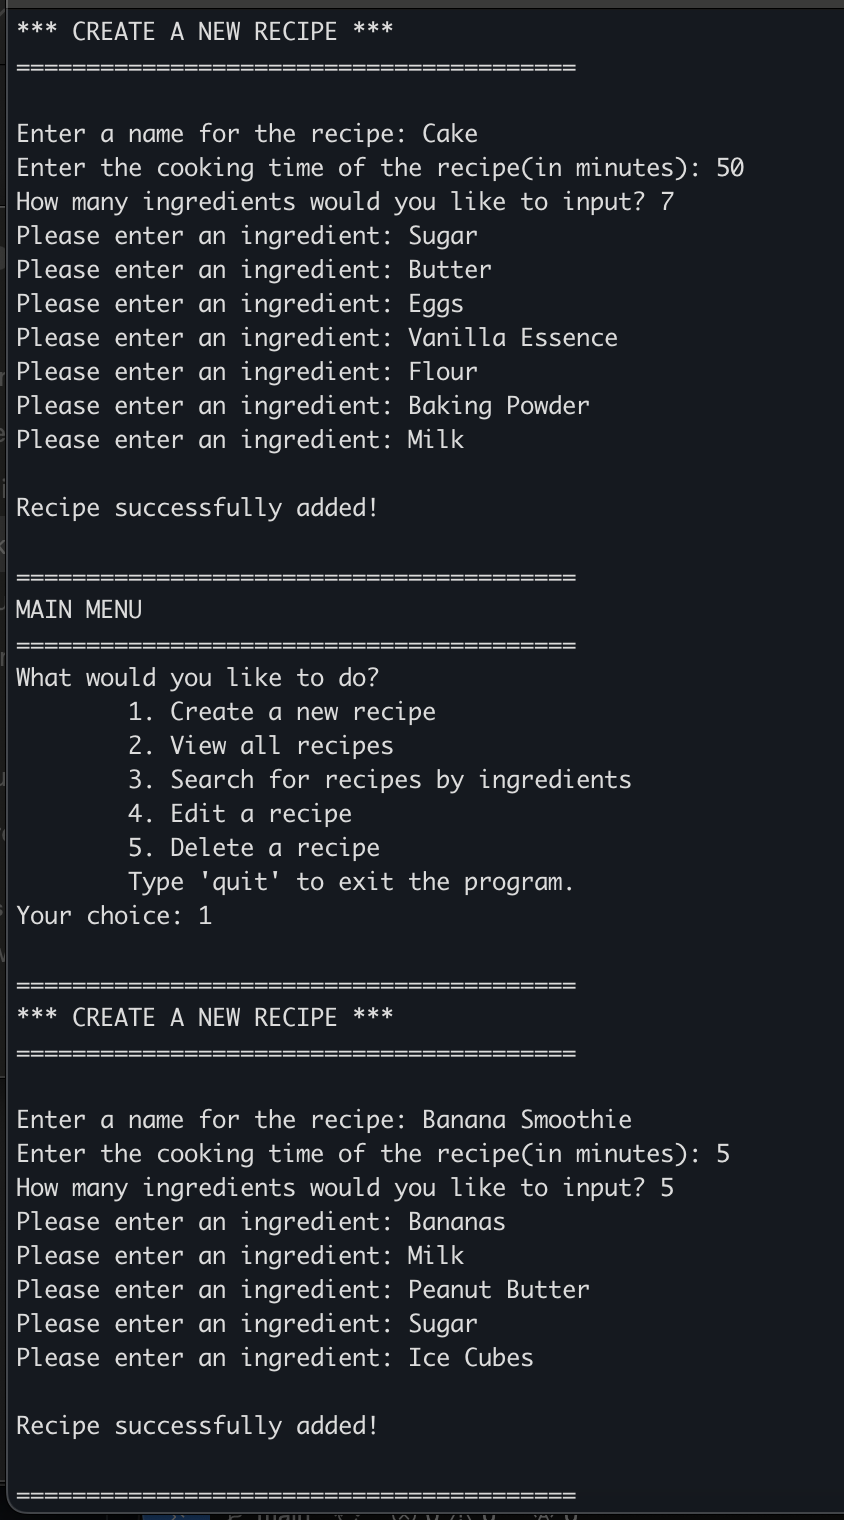 *** CREATE A NEW RECIPE ***
========================================
Enter a name for the recipe: Cake
Enter the cooking time of the recipe(in minutes): 50
How many ingredients would you like to input? 7
Please enter an ingredient: Sugar
Please enter an ingredient: Butter
Please enter an ingredient: Eggs
Please enter an ingredient: Vanilla Essence
Please enter an ingredient: Flour
Please enter an ingredient: Baking Powder
Please enter an ingredient: Milk
Recipe successfully added!
========================================
MAIN MENU
========================================
What would you like to do?
1. Create a new recipe
2. View all recipes
3. Search for recipes by ingredients
4. Edit a recipe
5. Delete a recipe
Type 'quit' to exit the program.
Your choice: 1
========================================
*** CREATE A NEW RECIPE ***
========================================
Enter a name for the recipe: Banana Smoothie
Enter the cooking time of the recipe(in minutes): 5
How many ingredients would you like to input? 5
Please enter an ingredient: Bananas
Please enter an ingredient: Milk
Please enter an ingredient: Peanut Butter
Please enter an ingredient: Sugar
Please enter an ingredient: Ice Cubes
Recipe successfully added!
========================================